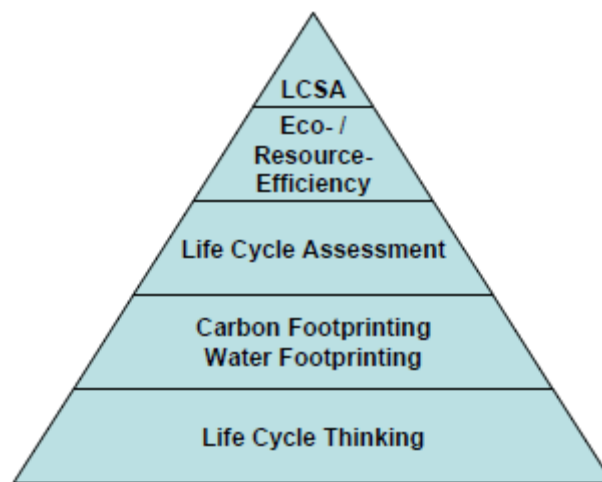 LCSA
Eco- /
Resource-
Efficiency
Life Cycle Assessment
Carbon Footprinting
Water Footprinting
Life Cycle Thinking